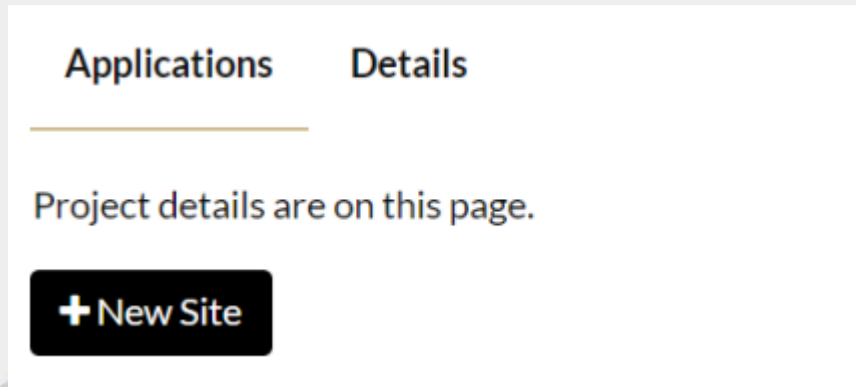 Applications Details
Project details are on this page.
+ New Site